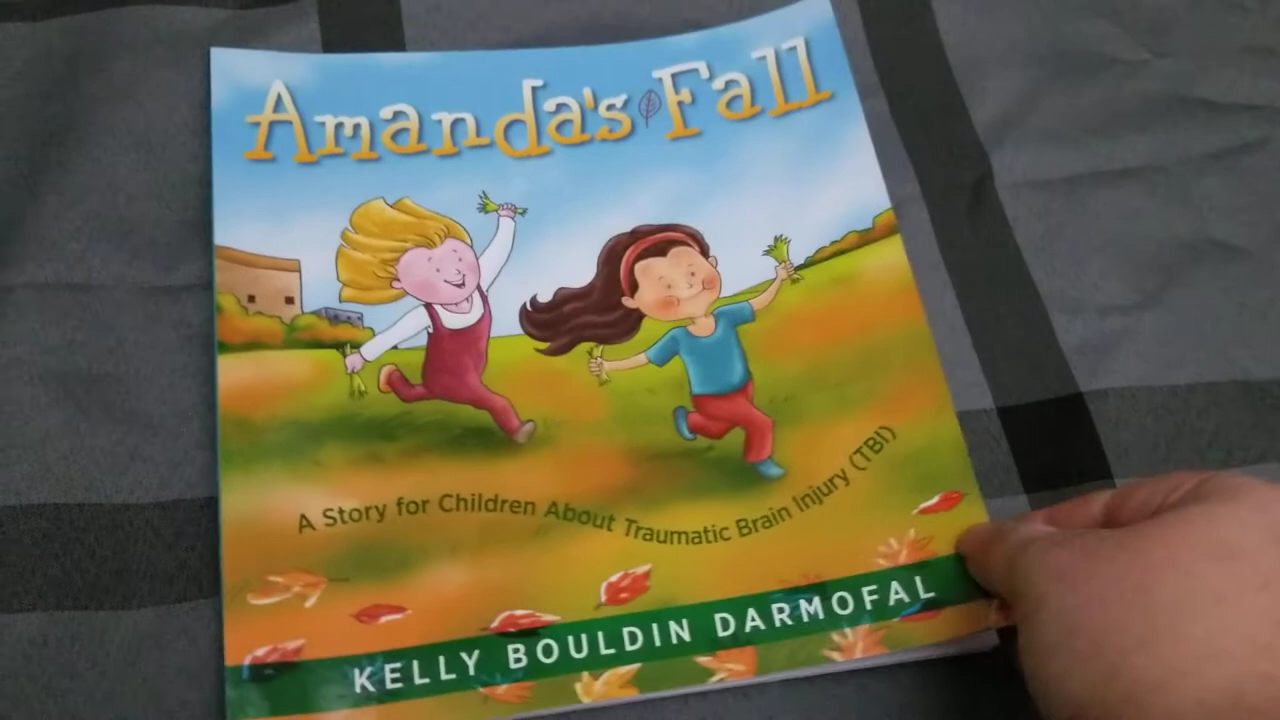 Amanda's Fall
A Story for Children About Traumatic Brain Injury (TBI)
KELLY BOULDIN DARMOFAL